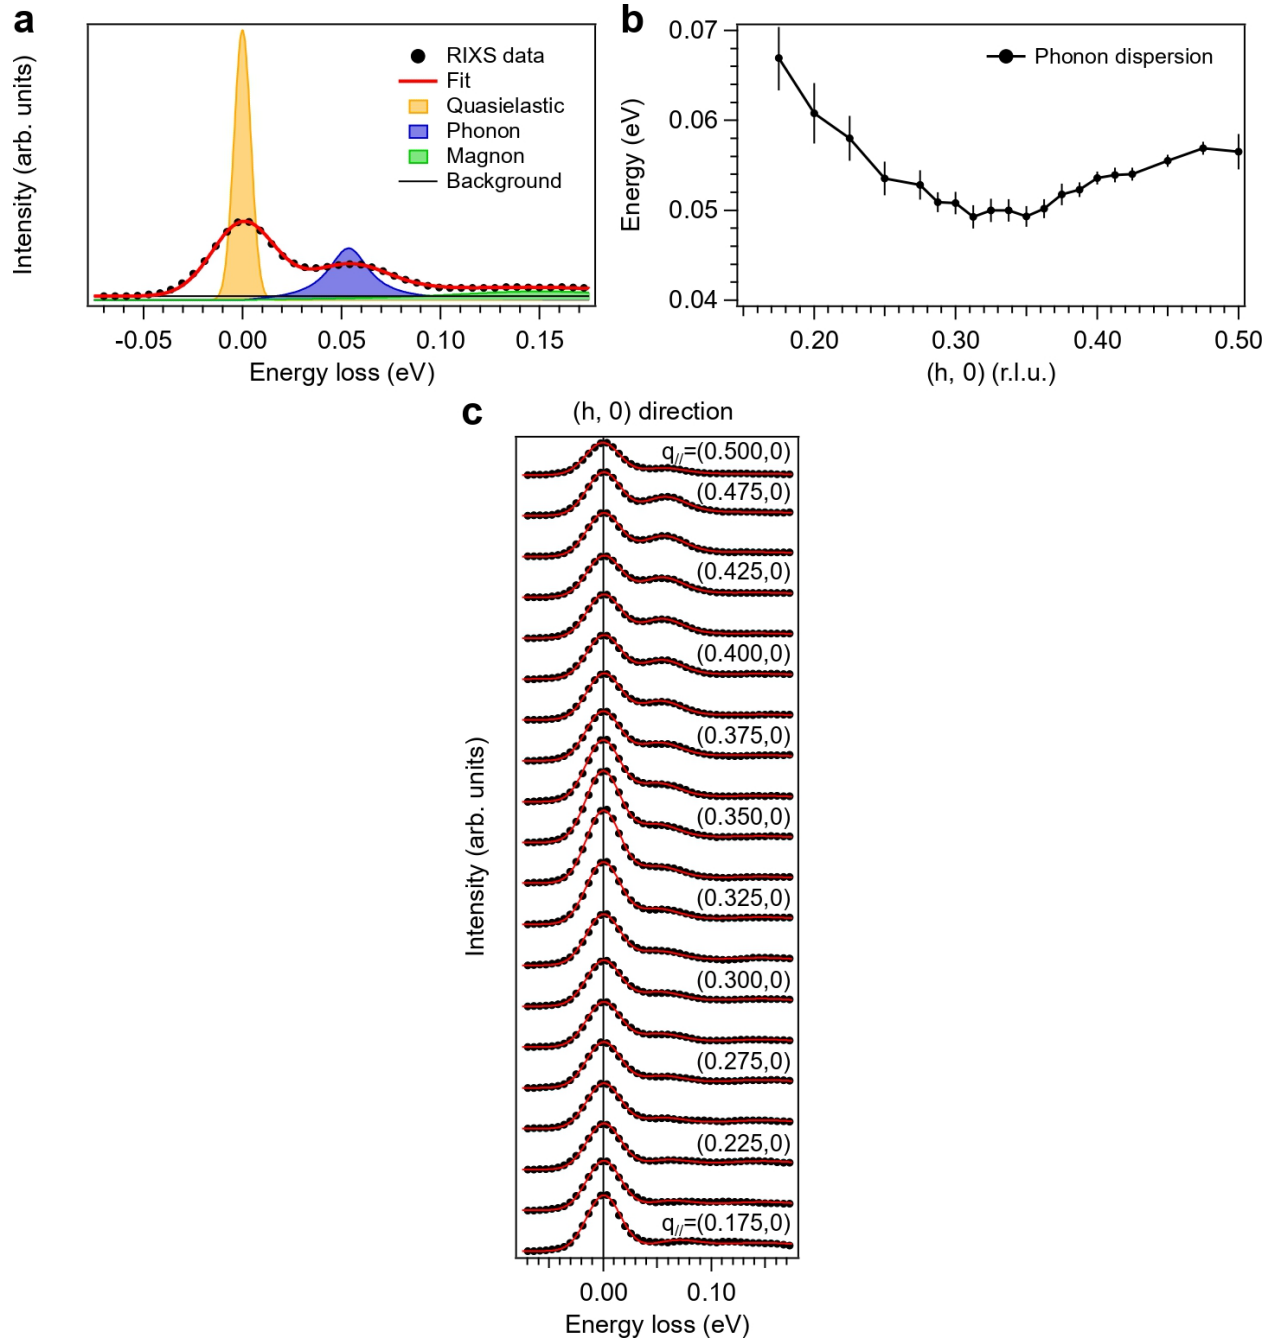 a
Intensity (arb. units)
RIXS data
Fit
Quasielastic
Phonon
Magnon
Background
-0.05 0.00 0.05 0.10 0.15
Energy loss (eV)
b
Energy (eV)
0.07
0.06
0.05
0.04
Phonon dispersion
0.20 0.30 0.40 0.50
(h, 0) (r.l.u.)
c
(h, 0) direction
Intensity (arb. units)
q//=(0.500,0)
(0.475,0)
(0.425,0)
(0.400,0)
(0.375,0)
(0.350,0)
(0.325,0)
(0.300,0)
(0.275,0)
(0.225,0)
q//=(0.175,0)
0.00 0.10
Energy loss (eV)